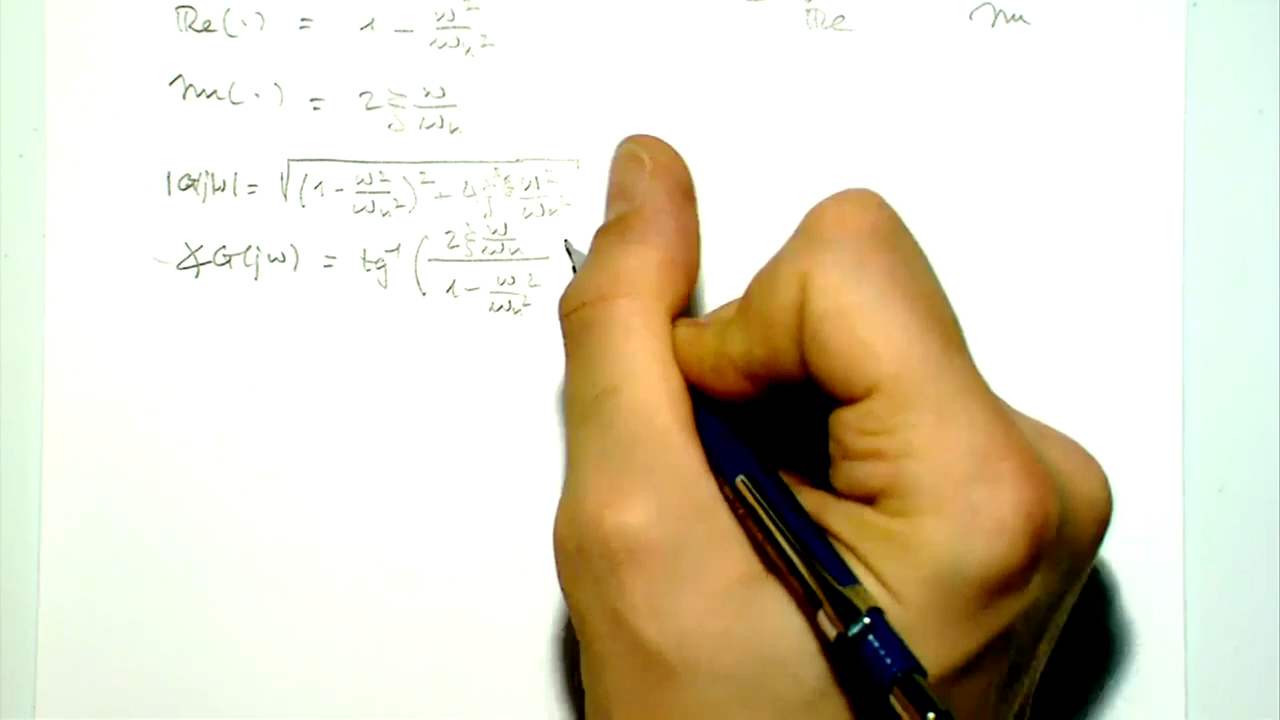 Re(·) = 1 - ω²/ωn²
Re Im
Im(·) = 2ξ ω/ωn
|G(jω)| = √((1 - ω²/ωn²)² + 4ξ² ω²/ωn²
∡G(jω) = tg⁻¹ (2ξ ω/ωn / 1 - ω²/ωn²